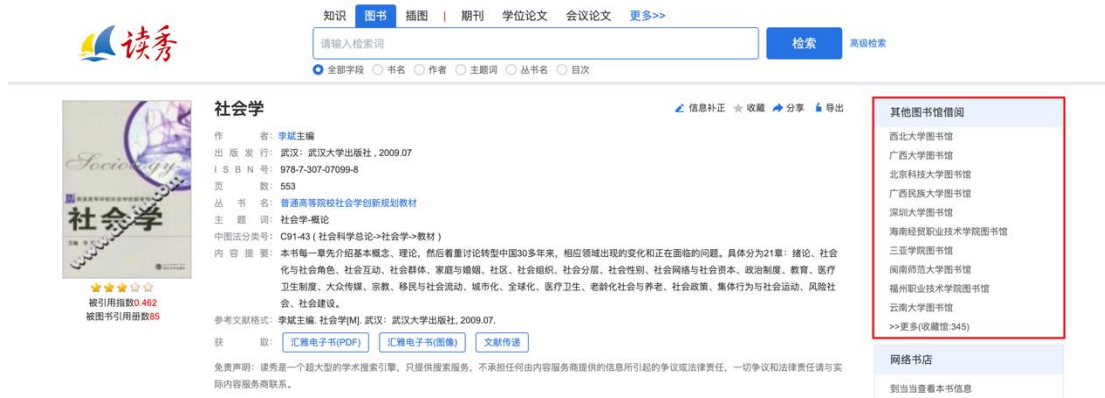 读秀
知识 图书 插图 | 期刊 学位论文 会议论文 更多>>
请输入检索词 检索 高级检索
全部字段 书名 作者 主题词 丛书名 目次
Sociology
社会学
www.duxiu.com
被引用指数0.462
被图书引用册数85
社会学
信息补正 收藏 分享 导出
作 者: 李斌主编
出 版 发 行: 武汉: 武汉大学出版社 , 2009.07
I S B N 号: 978-7-307-07099-8
页 数: 553
丛 书 名: 普通高等院校社会学创新规划教材
主 题 词: 社会学-概论
中图法分类号: C91-43 ( 社会科学总论->社会学->教材 )
内 容 提 要: 本书每一章先介绍基本概念、理论，然后着重讨论转型中国30多年来，相应领域出现的变化和正在面临的问题。具体分为21章: 绪论、社会
化与社会角色、社会互动、社会群体、家庭与婚姻、社区、社会组织、社会分层、社会性别、社会网络与社会资本、政治制度、教育、医疗
卫生制度、大众传媒、宗教、移民与社会流动、城市化、全球化、医疗卫生、老龄化社会与养老、社会政策、集体行为与社会运动、风险社
会、社会建设。
参考文献格式: 李斌主编. 社会学[M]. 武汉：武汉大学出版社, 2009.07.
获 取: 汇雅电子书(PDF) 汇雅电子书(图像) 文献传递
免责声明：读秀是一个超大型的学术搜索引擎，只提供搜索服务，不承担任何由内容服务商提供的信息所引起的争议或法律责任，一切争议和法律责任请与实
际内容服务商联系。
其他图书馆借阅
西北大学图书馆
广西大学图书馆
北京科技大学图书馆
广西民族大学图书馆
深圳大学图书馆
海南经贸职业技术学院图书馆
三亚学院图书馆
闽南师范大学图书馆
福州职业技术学院图书馆
云南大学图书馆
>>更多(收藏馆:345)
网络书店
到当当查看本书信息